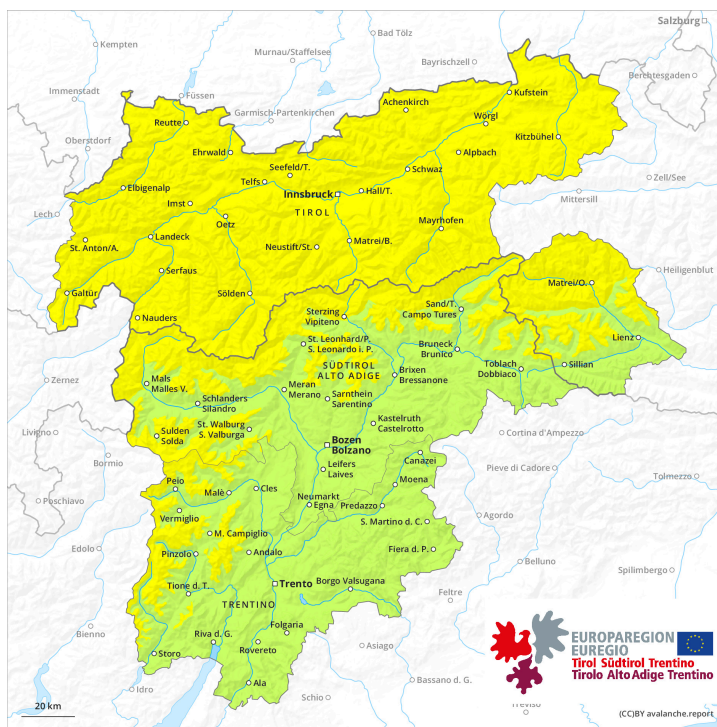 Salzburg
Kempten
Bad Tölz
Murnau/Staffelsee
Bayrischzell
Berchtesgaden
Immenstadt
Füssen
Kufstein
Achenkirch
Garmisch-Partenkirchen
Wörgl
Reutte
Kitzbühel
Oberstdorf
Ehrwald
Alpbach
Seefeld/T.
Schwaz
Telfs
Zell/See
Elbigenalp
Innsbruck
Hall/T.
Mittersill
Imst
TIROL
Lech
Oetz
Mayrhofen
Landeck
Matrei/B.
St. Anton/A.
Neustift/St.
Serfaus
Heiligenblut
Matrei/O.
Galtür
Sölden
Sand/T.
Campo Tures
Nauders
Sterzing
Vipiteno
Lienz
St. Leonhard/P.
S. Leonardo i. P.
Bruneck
Brunico
Toblach
Dobbiaco
Sillian
SÜDTIROL
ALTO ADIGE
Brixen
Bressanone
Zernez
Mals
Malles V.
Meran
Merano
Sarnthein
Sarentino
Schlanders
Silandro
St. Walburg
S. Valburga
Kastelruth
Castelrotto
Livigno
Sulden
Solda
Cortina d'Ampezzo
Bozen
Bolzano
Bormio
Canazei
Pieve di Cadore
Leifers
Laives
Tolmezzo
Peio
Moena
Poschiavo
Malè
Cles
Neumarkt
Egna
Predazzo
Vermiglio
Agordo
S. Martino d. C.
M. Campiglio
Edolo
Pinzolo
Andalo
Fiera d. P.
Belluno
Spilimbergo
Tione d. T.
Trento
Borgo Valsugana
Feltre
TRENTINO
Folgaria
Bienno
Riva d. G.
Rovereto
Storo
Asiago
Ala
Idro
Bassano d. G.
Schio
Treviso
EUROPAREGION
EUREGIO
Tirol Südtirol Trentino
Tirolo Alto Adige Trentino
20 km
(CC)BY avalanche.report